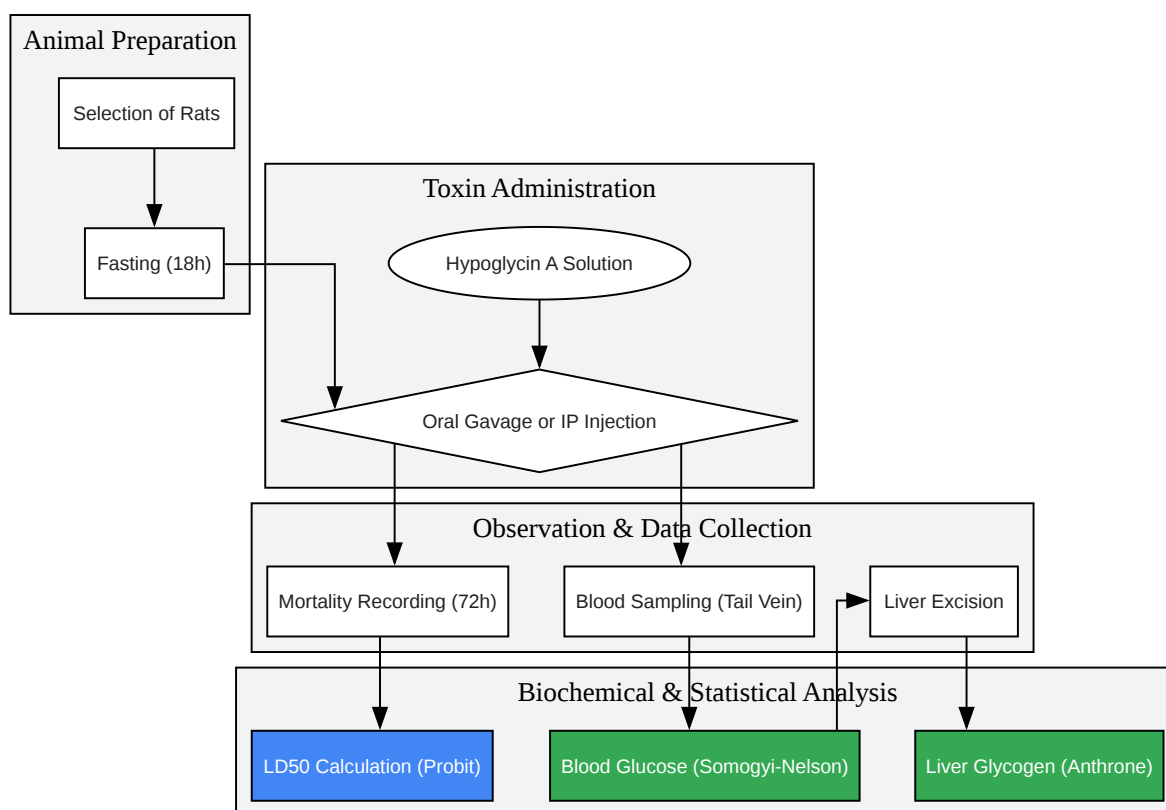 Animal Preparation
Selection of Rats
Fasting (18h)
Toxin Administration
Hypoglycin A Solution
Oral Gavage or IP Injection
Observation & Data Collection
Mortality Recording (72h)
Blood Sampling (Tail Vein)
Liver Excision
Biochemical & Statistical Analysis
LD50 Calculation (Probit)
Blood Glucose (Somogyi-Nelson)
Liver Glycogen (Anthrone)